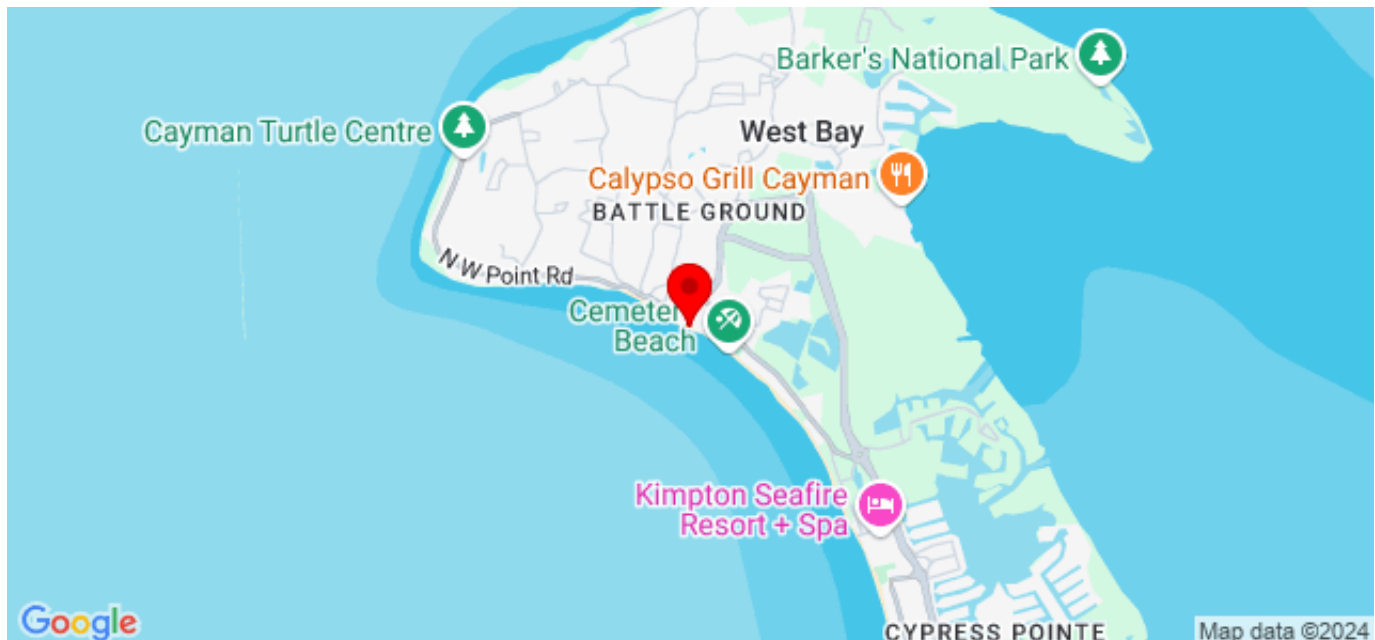 Barker's National Park
Cayman Turtle Centre
West Bay
Calypso Grill Cayman
BATTLE GROUND
N W Point Rd
Cemetery
Beach
Kimpton Seafire
Resort + Spa
CYPRESS POINTE
Google
Map data ©2024